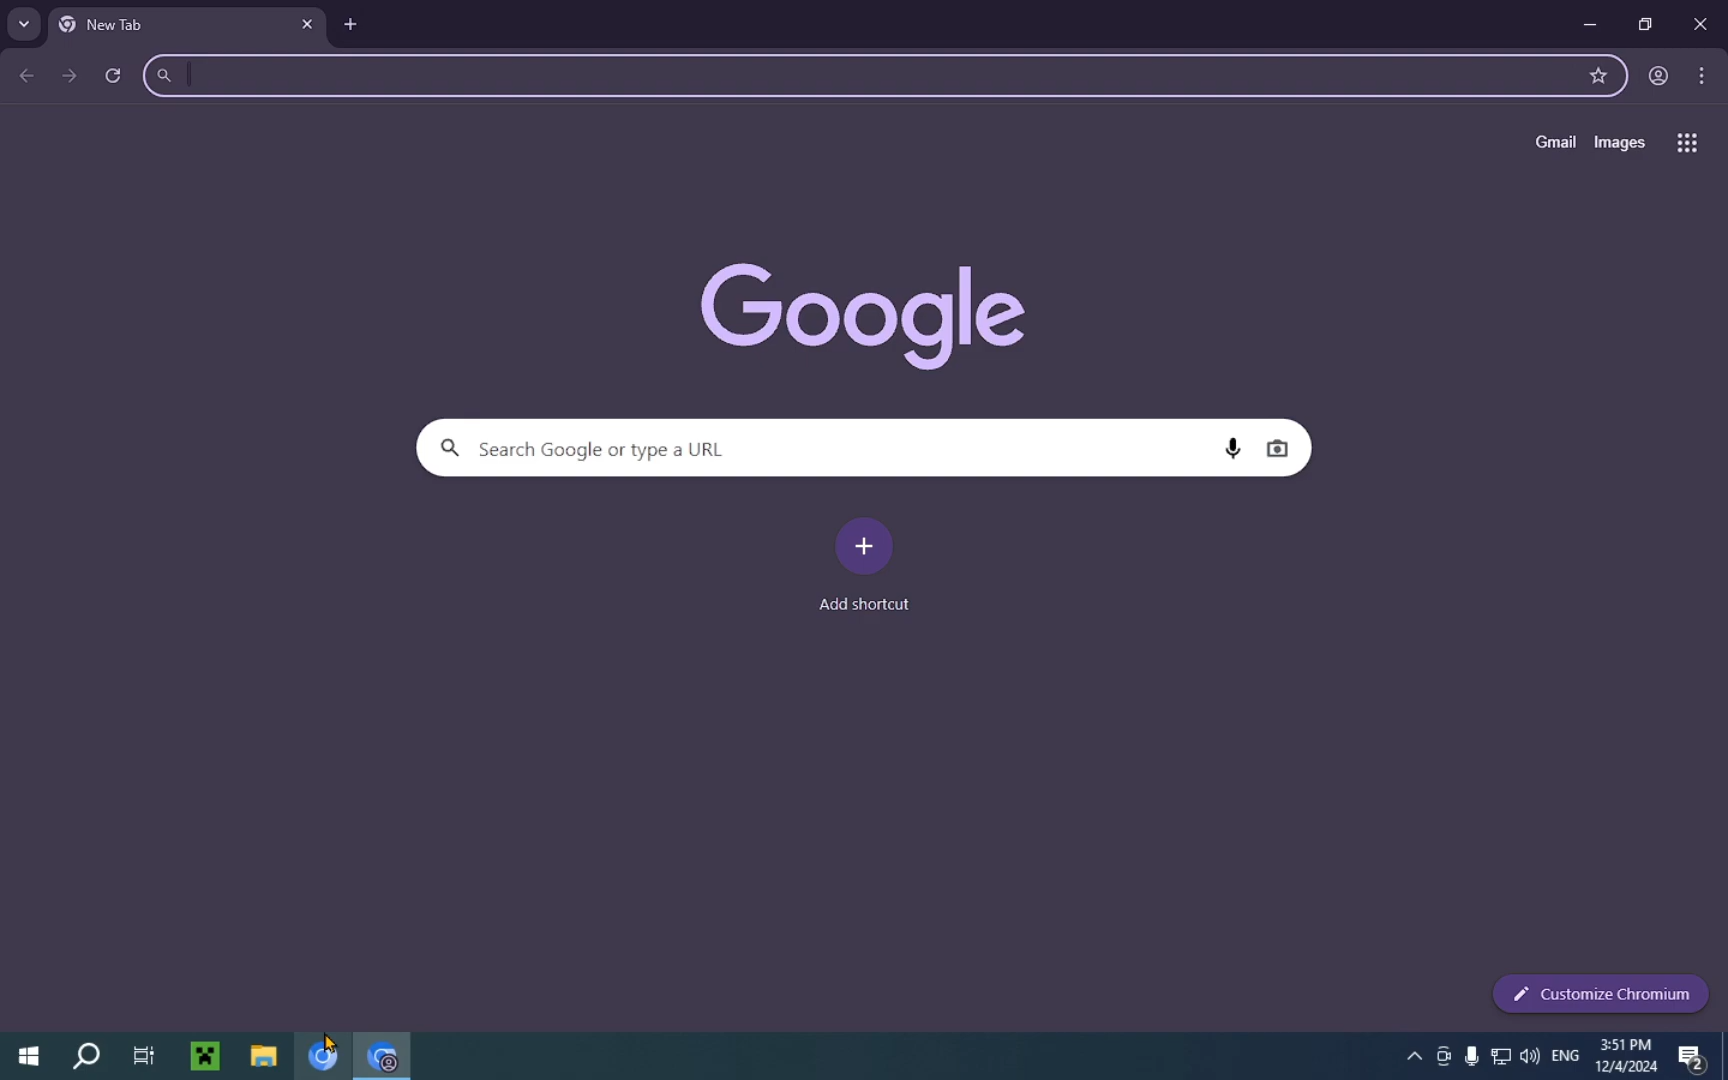 New Tab
Gmail Images
Google
Search Google or type a URL
Add shortcut
Customize Chromium
ENG
3:51 PM
12/4/2024
2